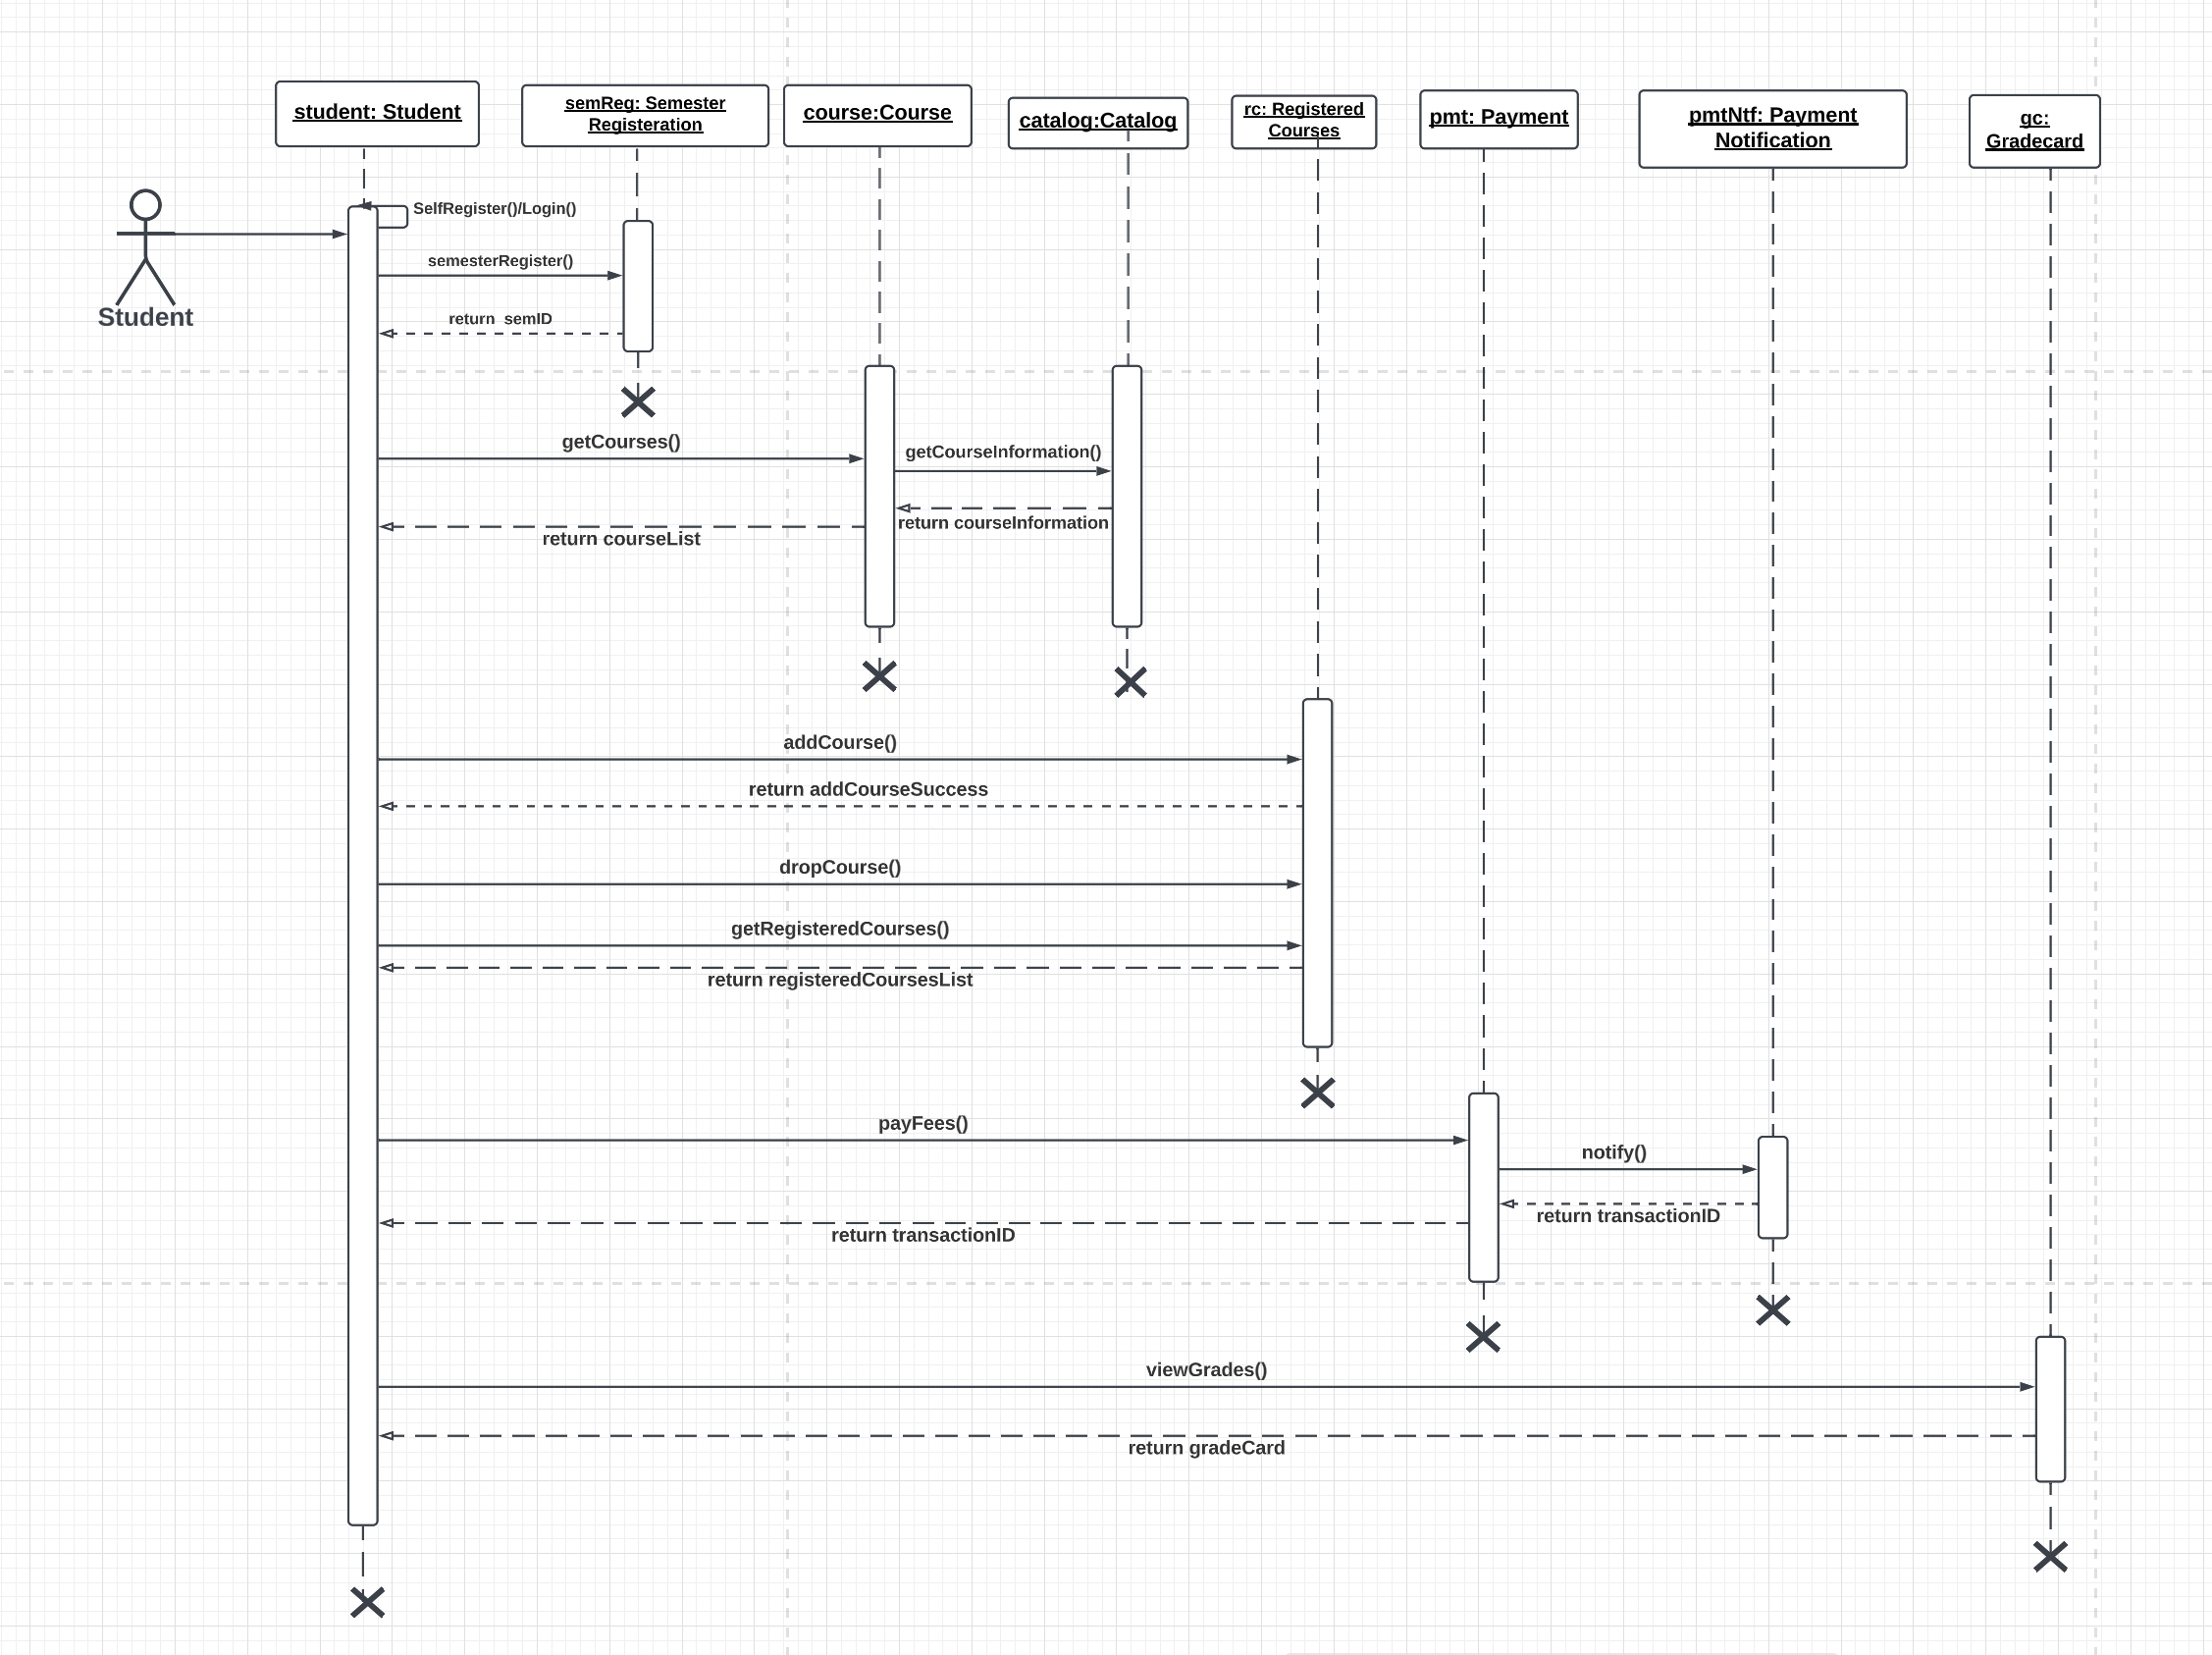 student: Student
semReg: Semester
Registeration
course:Course
catalog:Catalog
rc: Registered
Courses
pmt: Payment
pmtNtf: Payment
Notification
gc:
Gradecard
Student
SelfRegister()/Login()
semesterRegister()
return  semID
getCourses()
getCourseInformation()
return courseInformation
return courseList
addCourse()
return addCourseSuccess
dropCourse()
getRegisteredCourses()
return registeredCoursesList
payFees()
notify()
return transactionID
return transactionID
viewGrades()
return gradeCard